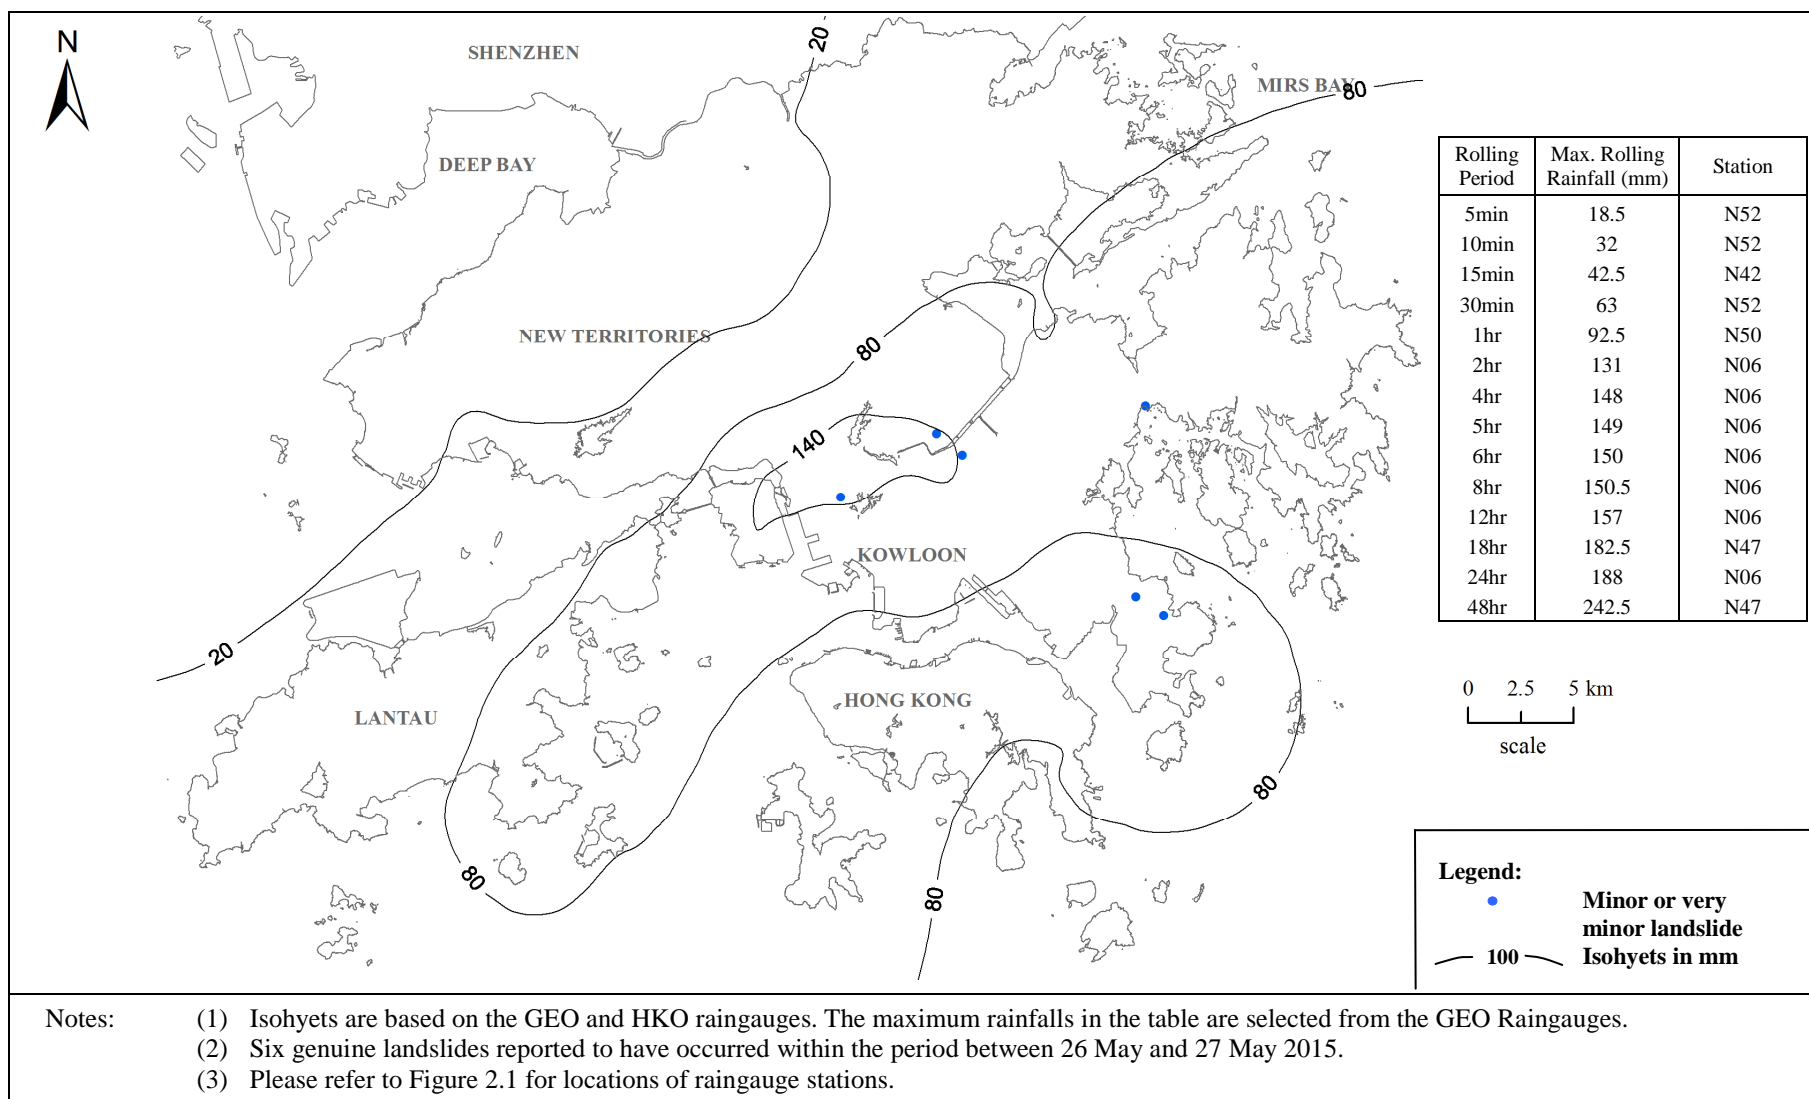 N
SHENZHEN
20
MIRS BAY
80
DEEP BAY
NEW TERRITORIES
80
140
KOWLOON
20
LANTAU
HONG KONG
80
80
80
Rolling Period Max. Rolling Rainfall (mm) Station
5min 18.5 N52
10min 32 N52
15min 42.5 N42
30min 63 N52
1hr 92.5 N50
2hr 131 N06
4hr 148 N06
5hr 149 N06
6hr 150 N06
8hr 150.5 N06
12hr 157 N06
18hr 182.5 N47
24hr 188 N06
48hr 242.5 N47
0 2.5 5 km
scale
Legend:
Minor or very
minor landslide
100 Isohyets in mm
Notes: (1) Isohyets are based on the GEO and HKO raingauges. The maximum rainfalls in the table are selected from the GEO Raingauges.
(2) Six genuine landslides reported to have occurred within the period between 26 May and 27 May 2015.
(3) Please refer to Figure 2.1 for locations of raingauge stations.